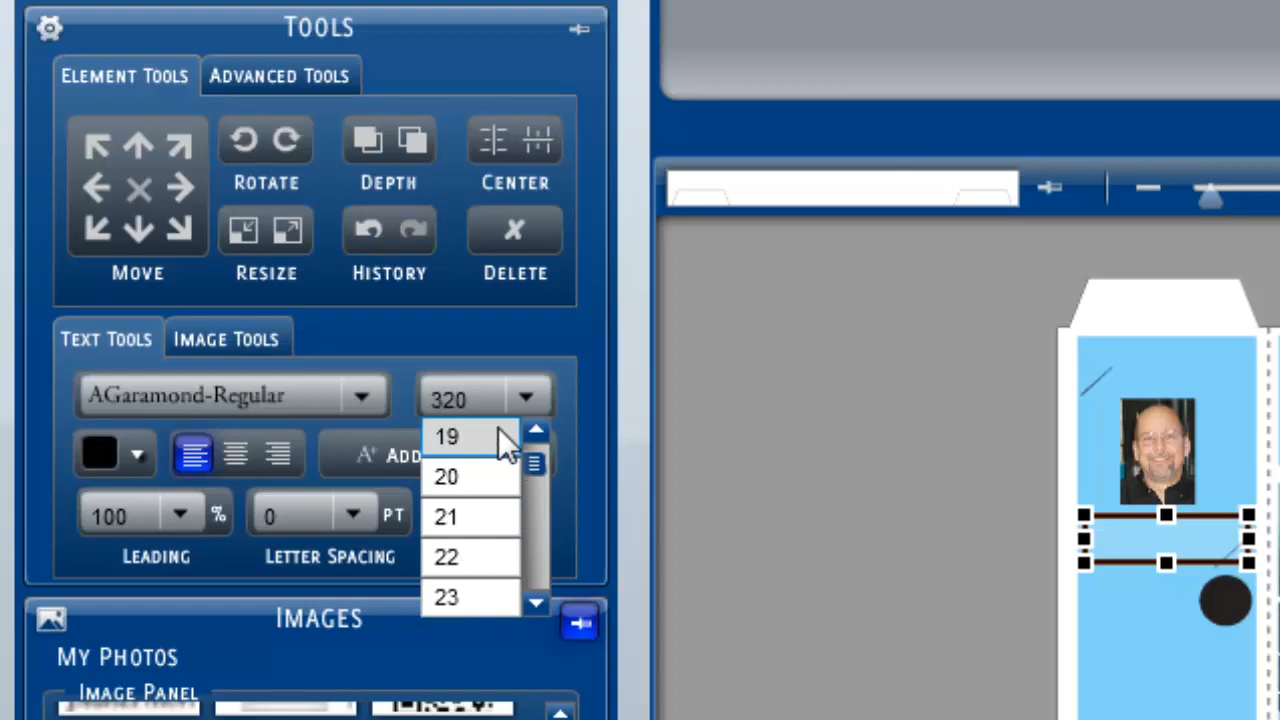 TOOLS
ELEMENT TOOLS
ADVANCED TOOLS
ROTATE
DEPTH
CENTER
MOVE
RESIZE
HISTORY
DELETE
TEXT TOOLS
IMAGE TOOLS
AGaramond-Regular
320
19
A+ ADD
20
100 %
0 PT
21
LEADING
LETTER SPACING
22
23
IMAGES
MY PHOTOS
IMAGE PANEL